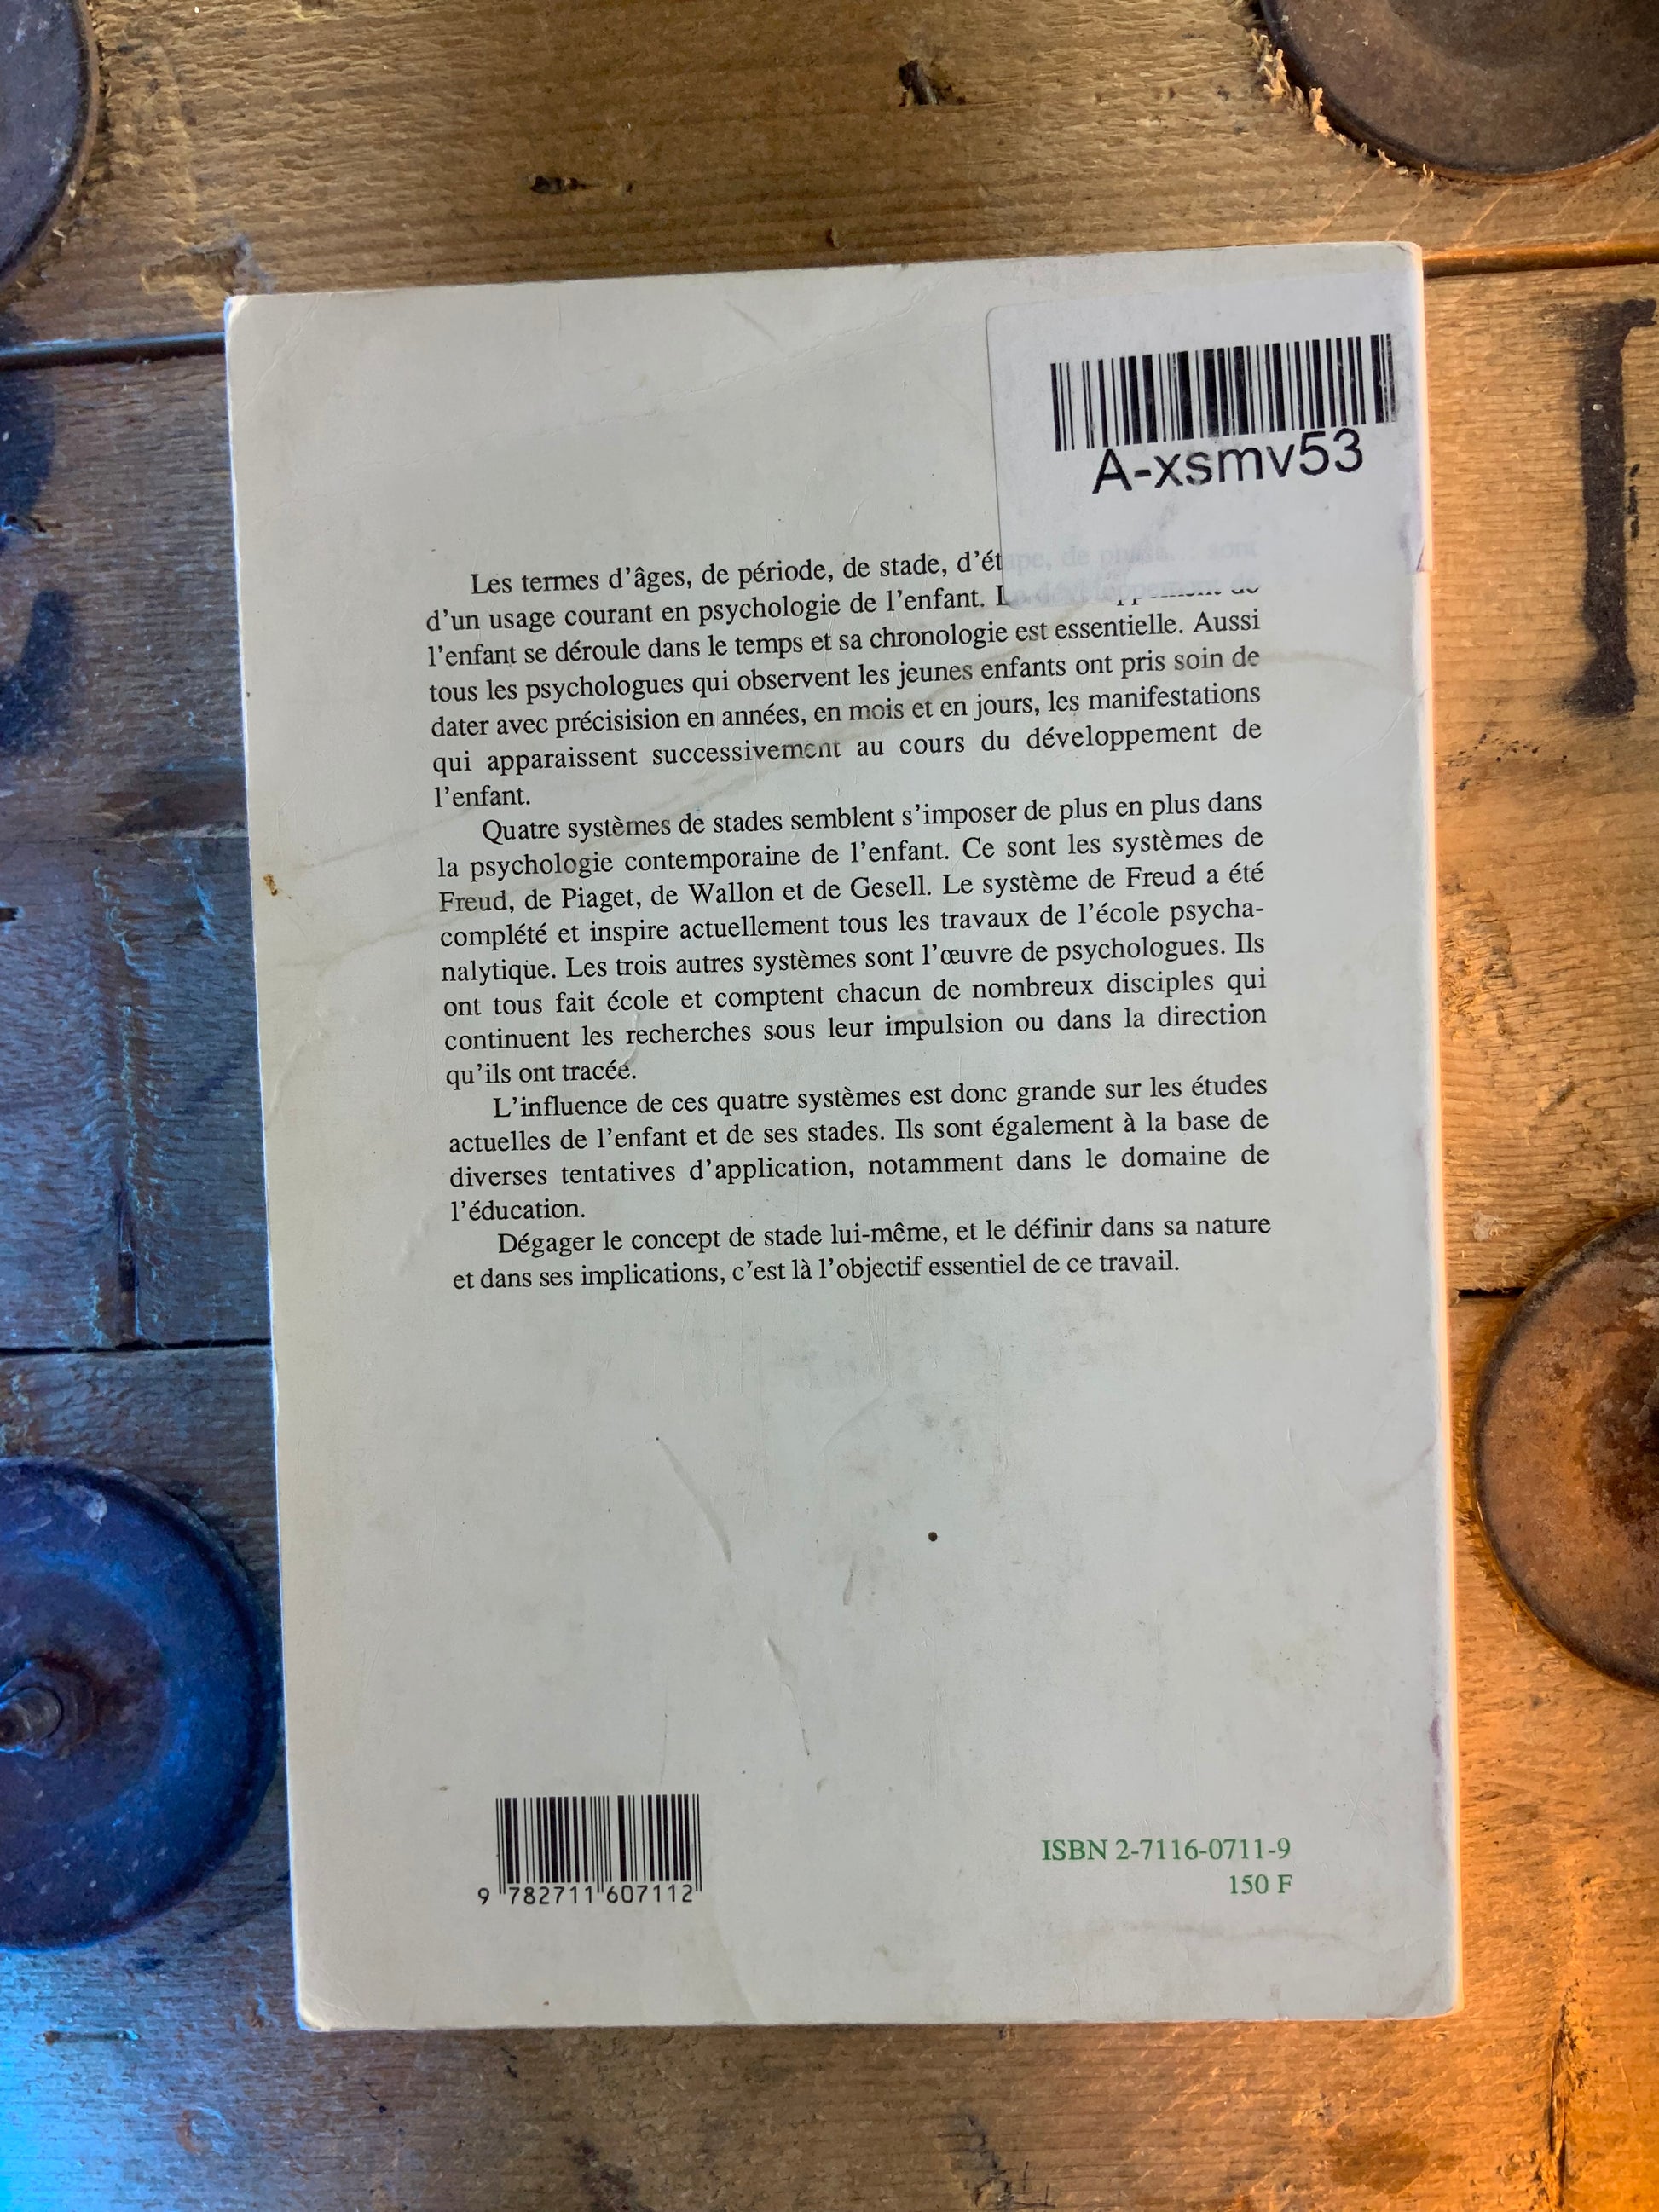 A-xsmv53
Les termes d'âges, de période, de stade, d'étape, de phase... sont
d'un usage courant en psychologie de l'enfant. Le développement de
l'enfant se déroule dans le temps et sa chronologie est essentielle. Aussi
tous les psychologues qui observent les jeunes enfants ont pris soin de
dater avec précisision en années, en mois et en jours, les manifestations
qui apparaissent successivement au cours du développement de
l'enfant.
Quatre systèmes de stades semblent s'imposer de plus en plus dans
la psychologie contemporaine de l'enfant. Ce sont les systèmes de
Freud, de Piaget, de Wallon et de Gesell. Le système de Freud a été
complété et inspire actuellement tous les travaux de l'école psycha-
nalytique. Les trois autres systèmes sont l'œuvre de psychologues. Ils
ont tous fait école et comptent chacun de nombreux disciples qui
continuent les recherches sous leur impulsion ou dans la direction
qu'ils ont tracée.
L'influence de ces quatre systèmes est donc grande sur les études
actuelles de l'enfant et de ses stades. Ils sont également à la base de
diverses tentatives d'application, notamment dans le domaine de
l'éducation.
Dégager le concept de stade lui-même, et le définir dans sa nature
et dans ses implications, c'est là l'objectif essentiel de ce travail.
9 782711 607112
ISBN 2-7116-0711-9
150 F